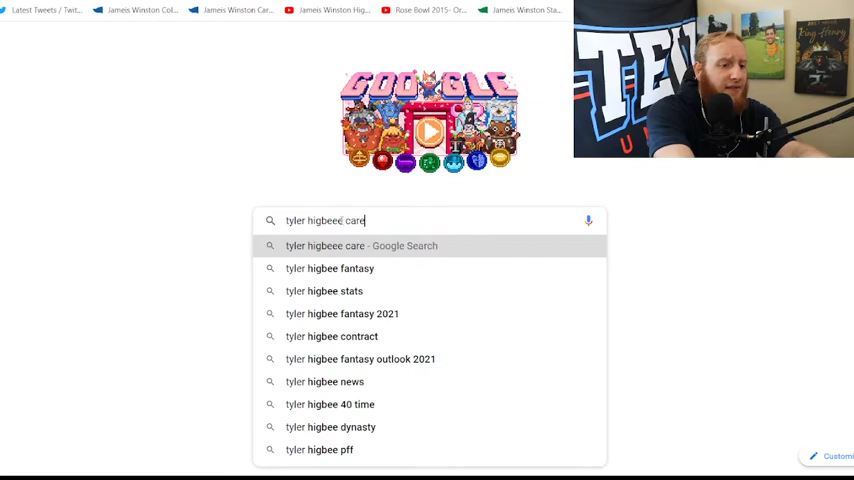 Latest Tweets / Twit...
Jameis Winston Col...
Jameis Winston Car...
Jameis Winston Hig...
Rose Bowl 2015- Or...
Jameis Winston Sta...
GOOGLE
TEN
U
tyler higbeee care
tyler higbeee care - Google Search
tyler higbee fantasy
tyler higbee stats
tyler higbee fantasy 2021
tyler higbee contract
tyler higbee fantasy outlook 2021
tyler higbee news
tyler higbee 40 time
tyler higbee dynasty
tyler higbee pff
Customi